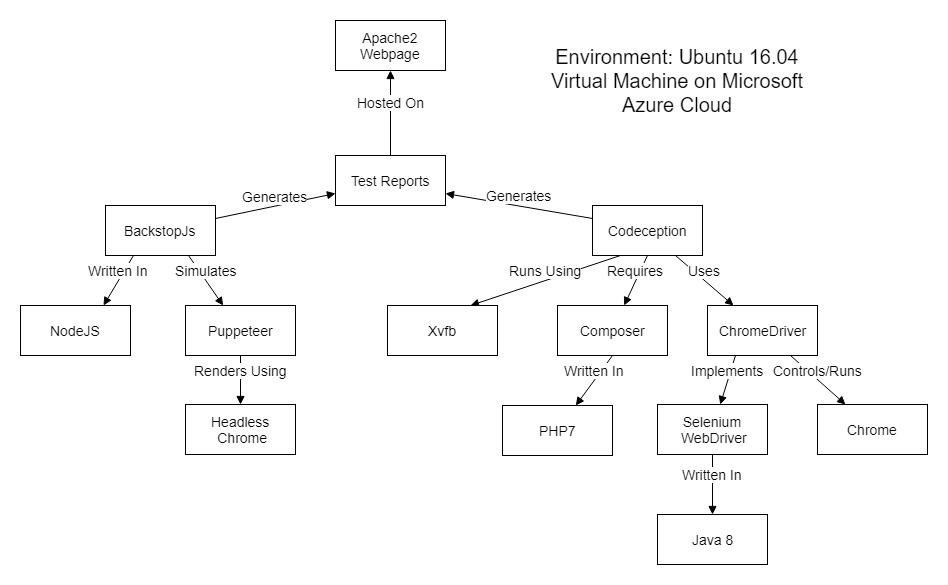 Apache2
Webpage
Environment: Ubuntu 16.04
Virtual Machine on Microsoft
Azure Cloud
Hosted On
Test Reports
Generates
Generates
BackstopJs
Codeception
Written In
Simulates
Runs Using
Requires
Uses
NodeJS
Puppeteer
Xvfb
Composer
ChromeDriver
Renders Using
Written In
Implements
Controls/Runs
Headless
Chrome
PHP7
Selenium
WebDriver
Chrome
Written In
Java 8